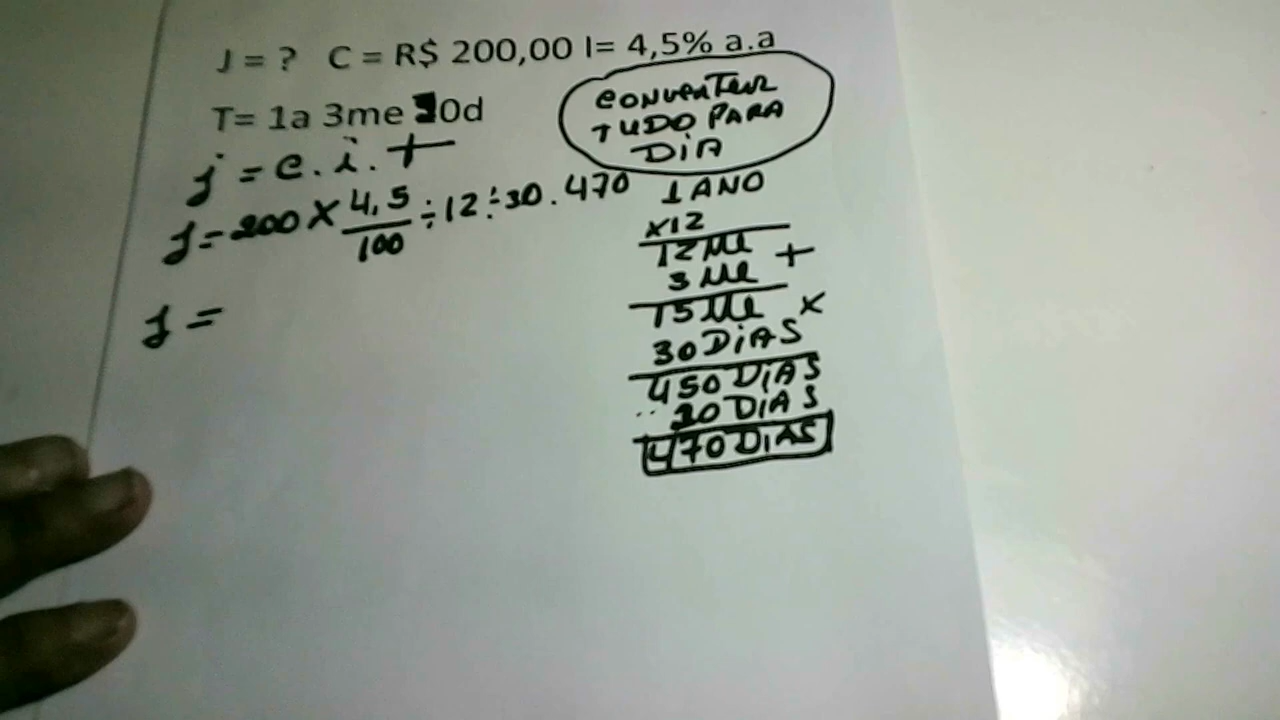 J = ? C = R$ 200,00 I= 4,5% a.a
T= 1a 3me 20d
CONVERTER
TUDO PARA
DIA
j = c . i . t
J = 200 X 4,5/100 ÷ 12 ÷ 30 . 470
J =
1 ANO
x12
12 me +
3 me
15 me x
30 DIAS
450 DIAS
20 DIAS
470 DIAS